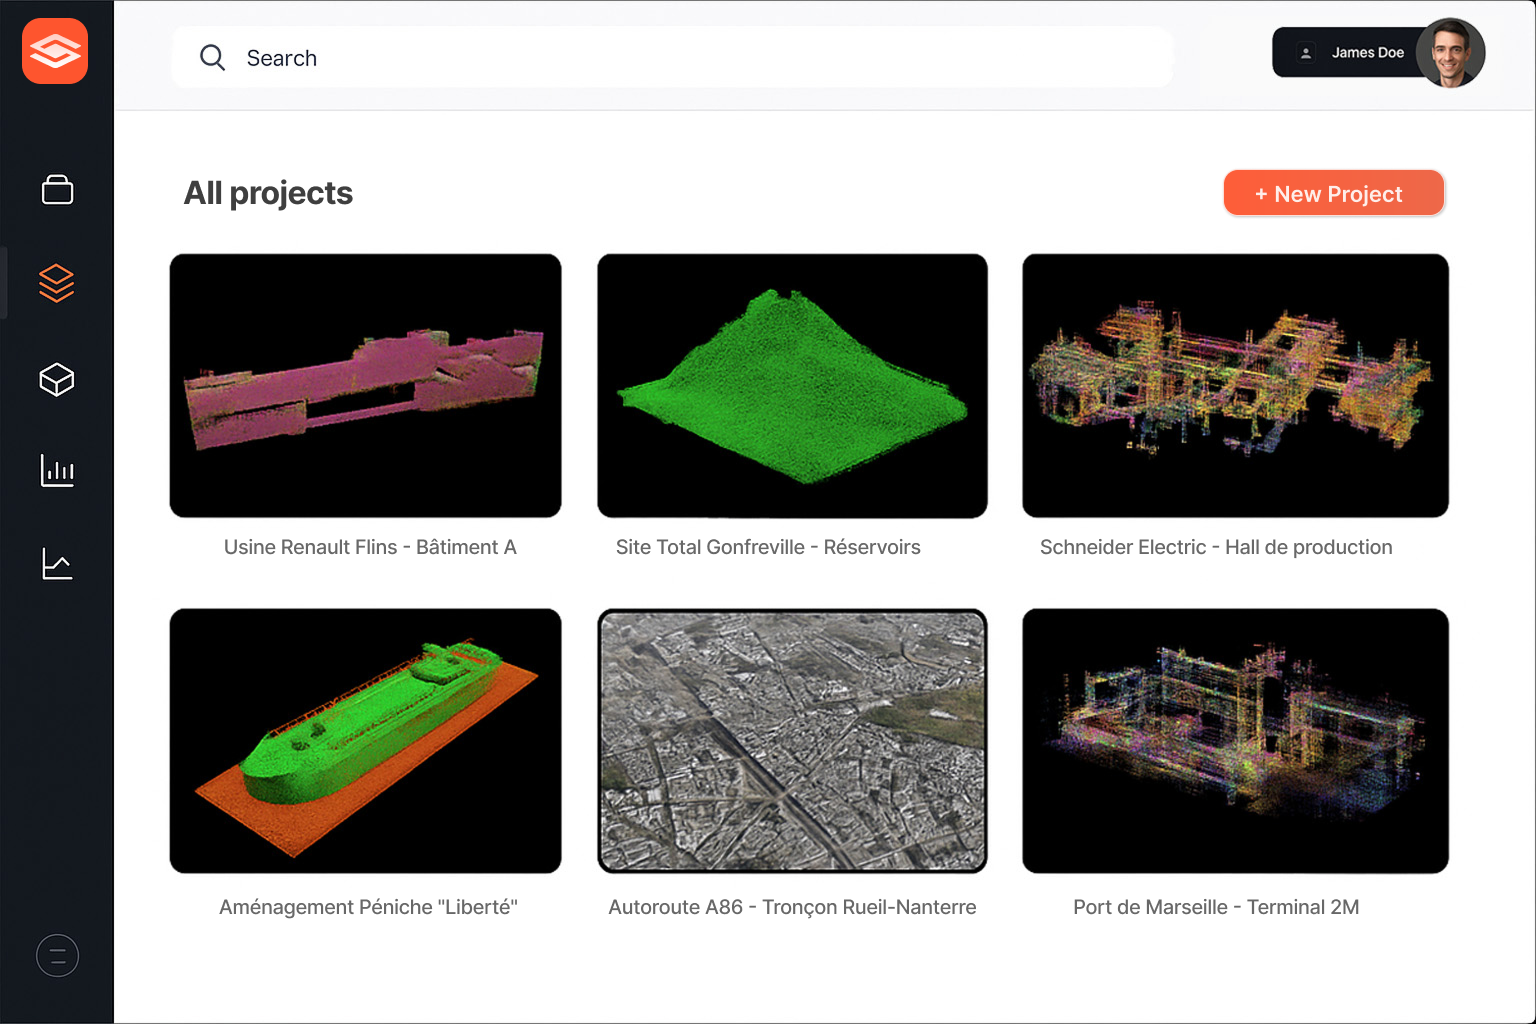 Search
James Doe
All projects
+ New Project
Usine Renault Flins - Bâtiment A
Site Total Gonfreville - Réservoirs
Schneider Electric - Hall de production
Aménagement Péniche "Liberté"
Autoroute A86 - Tronçon Rueil-Nanterre
Port de Marseille - Terminal 2M